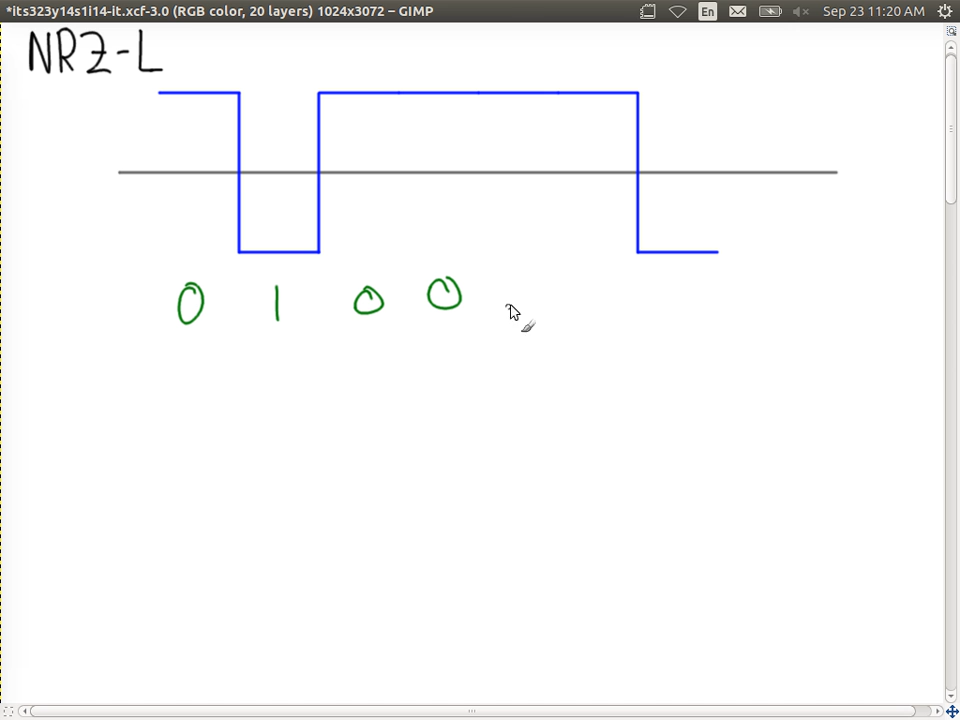 *its323y14s1i14-it.xcf-3.0 (RGB color, 20 layers) 1024x3072 – GIMP En Sep 23 11:20 AM
NRZ-L
0 1 0 0